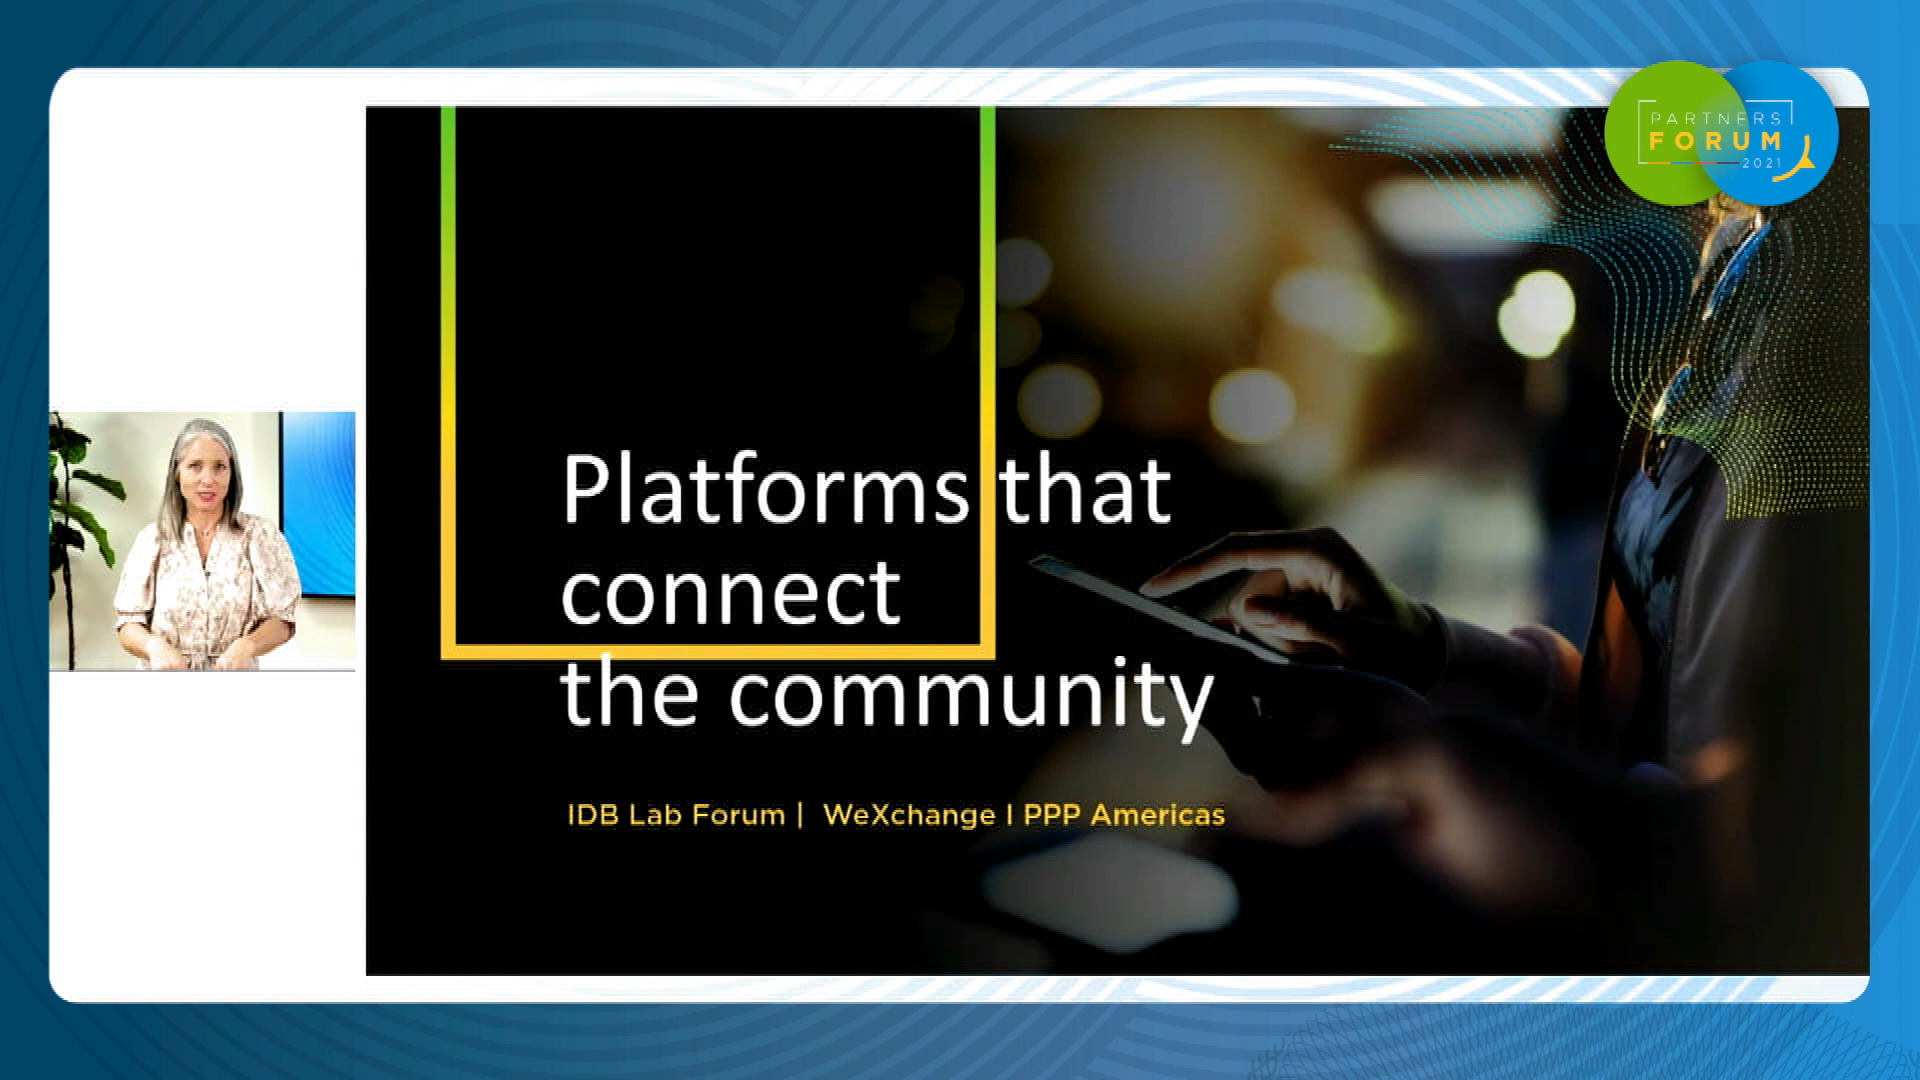 PARTNERS
FORUM
2021
Platforms that
connect
the community
IDB Lab Forum | WeXchange I PPP Americas